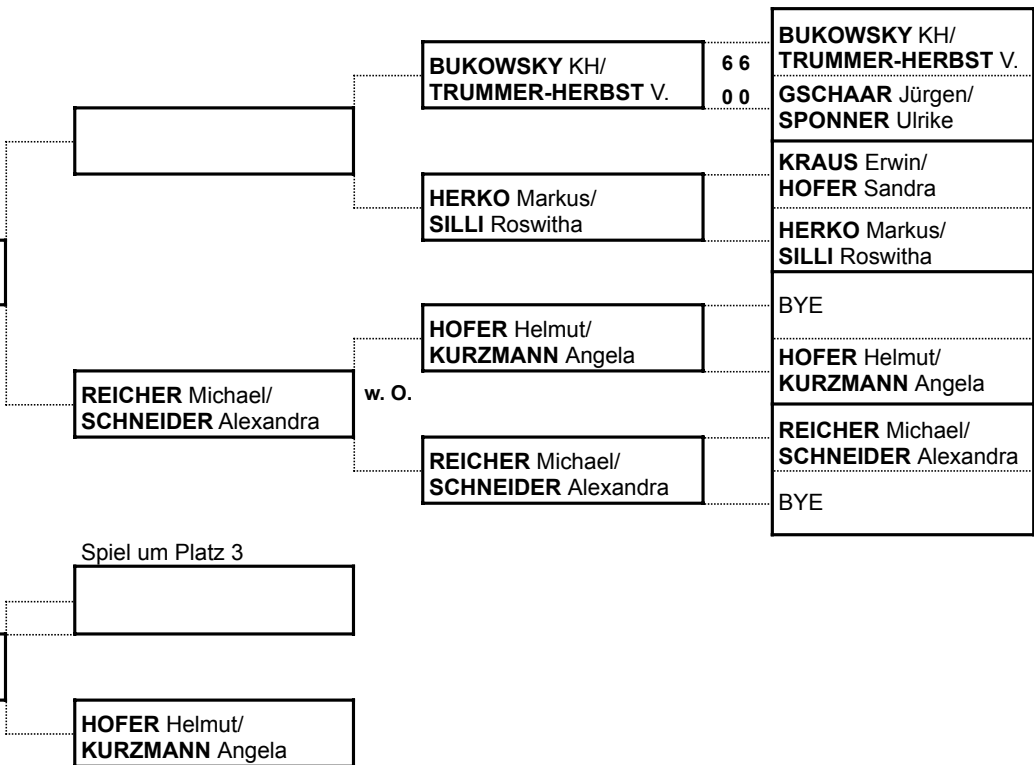 BUKOWSKY KH/
TRUMMER-HERBST V.
6 6
0 0
BUKOWSKY KH/
TRUMMER-HERBST V.
GSCHAAR Jürgen/
SPONNER Ulrike
HERKO Markus/
SILLI Roswitha
KRAUS Erwin/
HOFER Sandra
HERKO Markus/
SILLI Roswitha
HOFER Helmut/
KURZMANN Angela
BYE
HOFER Helmut/
KURZMANN Angela
REICHER Michael/
SCHNEIDER Alexandra
w. O.
REICHER Michael/
SCHNEIDER Alexandra
REICHER Michael/
SCHNEIDER Alexandra
BYE
Spiel um Platz 3
HOFER Helmut/
KURZMANN Angela